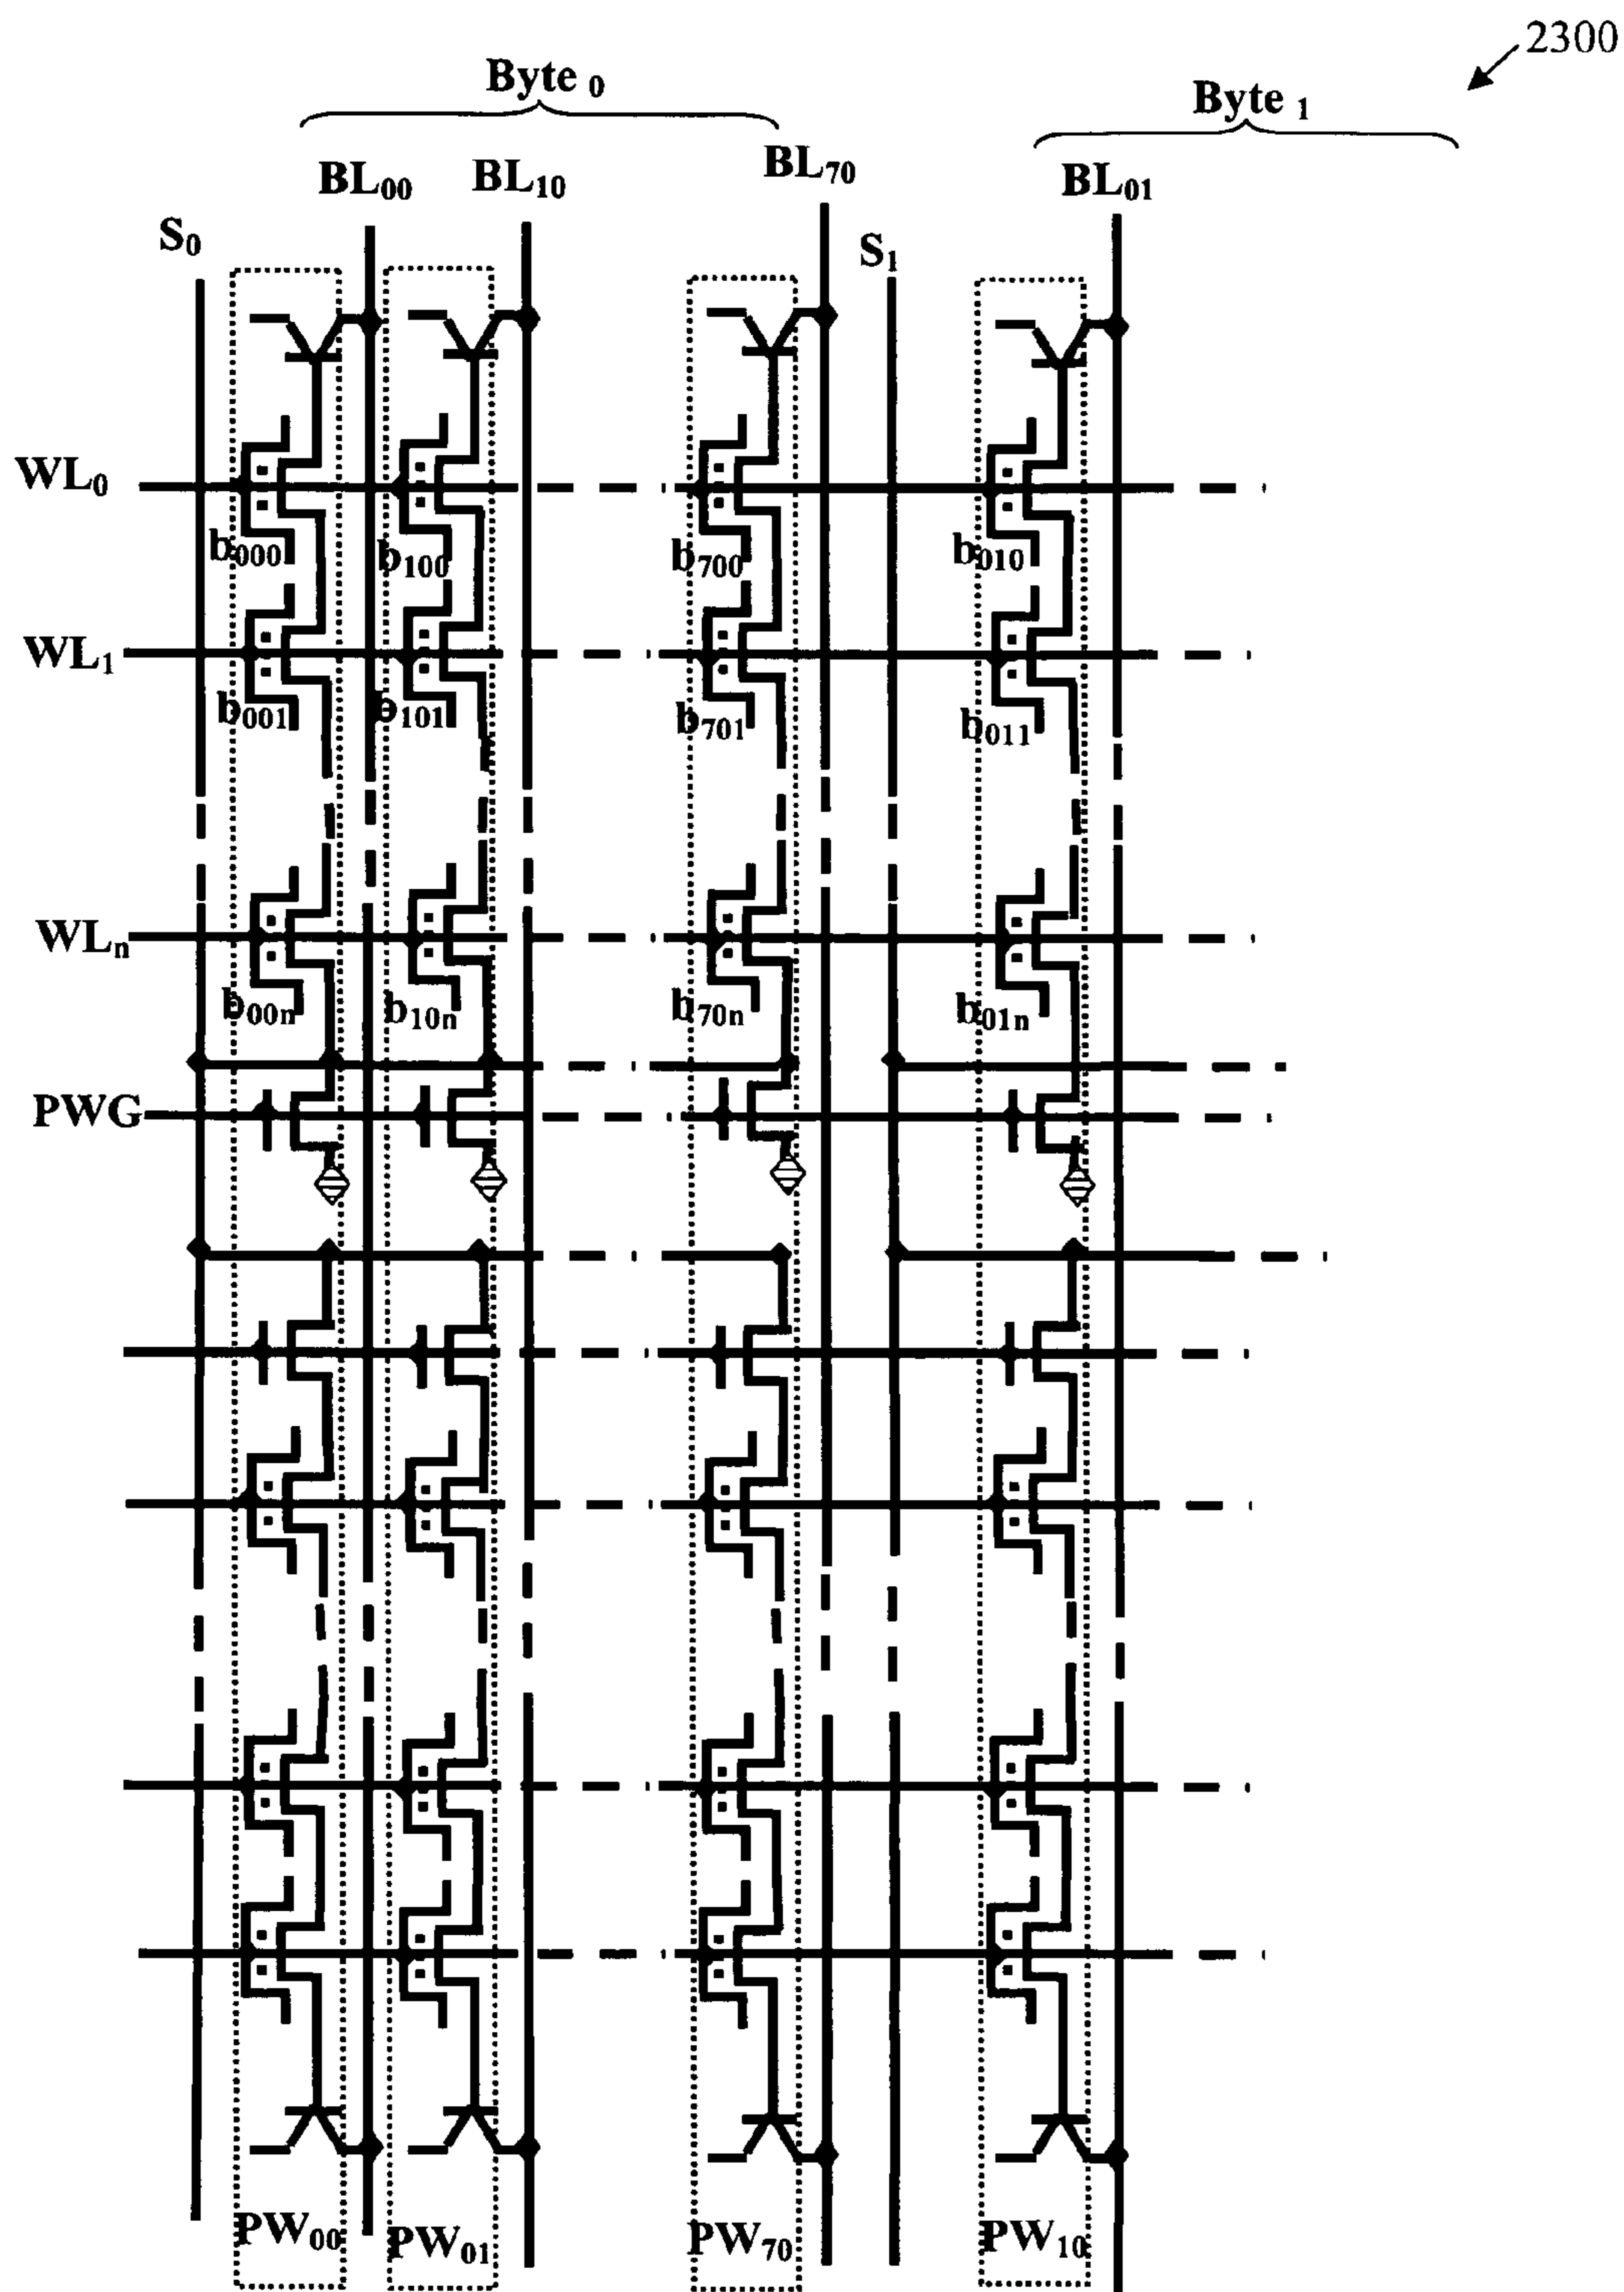 2300
Byte 0
Byte 1
BL00 BL10 BL70 BL01
S0 S1
WL0
b000 b100 b700 b010
WL1
b001 b101 b701 b011
WLn
b00n b10n b70n b01n
PWG
PW00 PW01 PW70 PW10